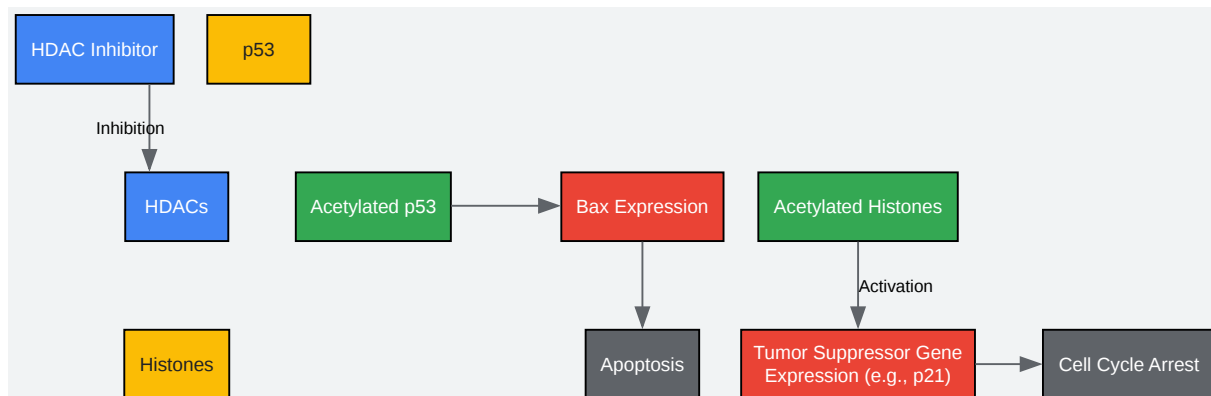 HDAC Inhibitor
p53
Inhibition
HDACs
Acetylated p53
Bax Expression
Acetylated Histones
Activation
Histones
Apoptosis
Tumor Suppressor Gene
Expression (e.g., p21)
Cell Cycle Arrest